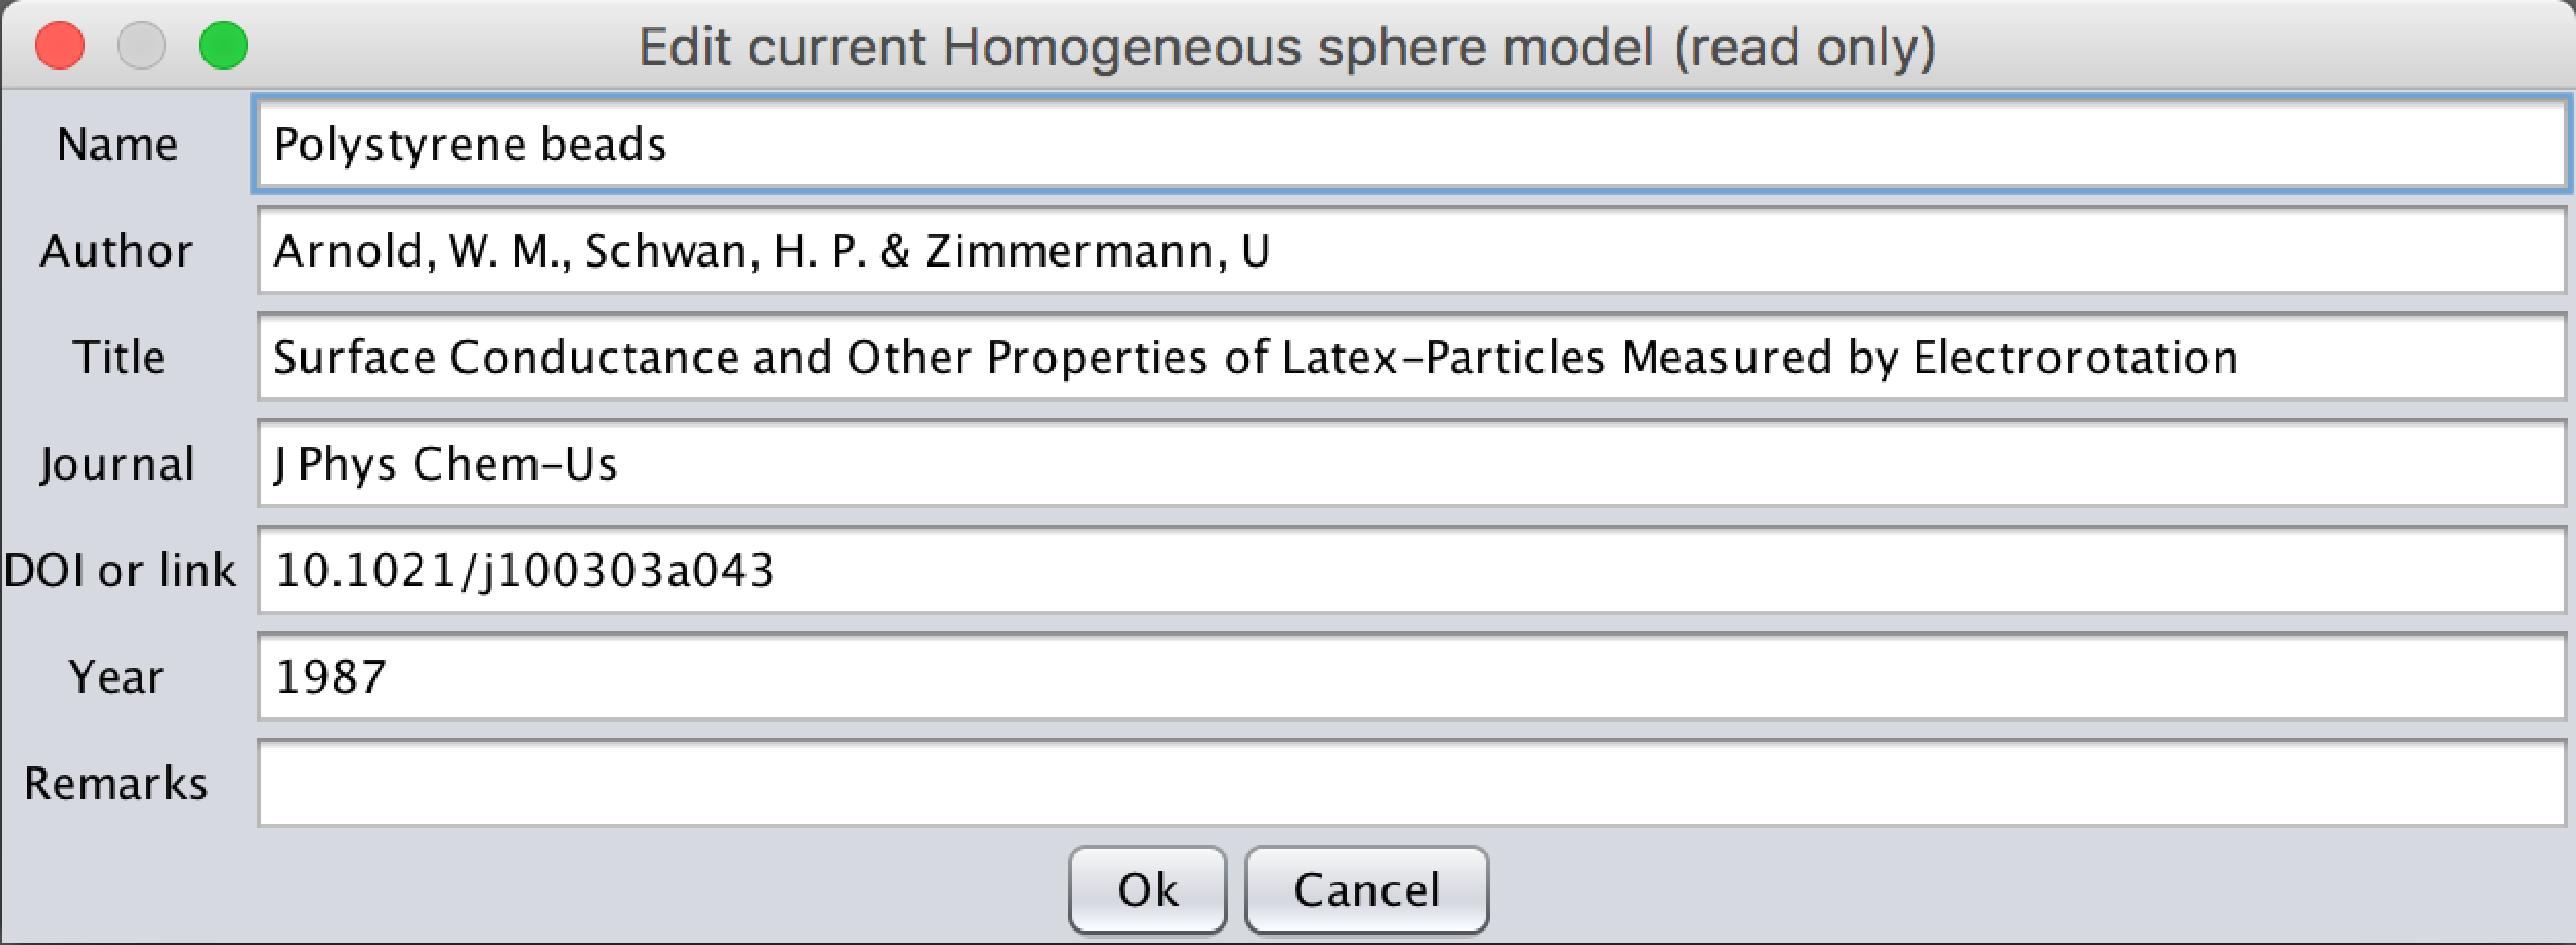 Edit current Homogeneous sphere model (read only)
Name Polystyrene beads
Author Arnold, W. M., Schwan, H. P. & Zimmermann, U
Title Surface Conductance and Other Properties of Latex-Particles Measured by Electrorotation
Journal J Phys Chem-Us
DOI or link 10.1021/j100303a043
Year 1987
Remarks
Ok Cancel